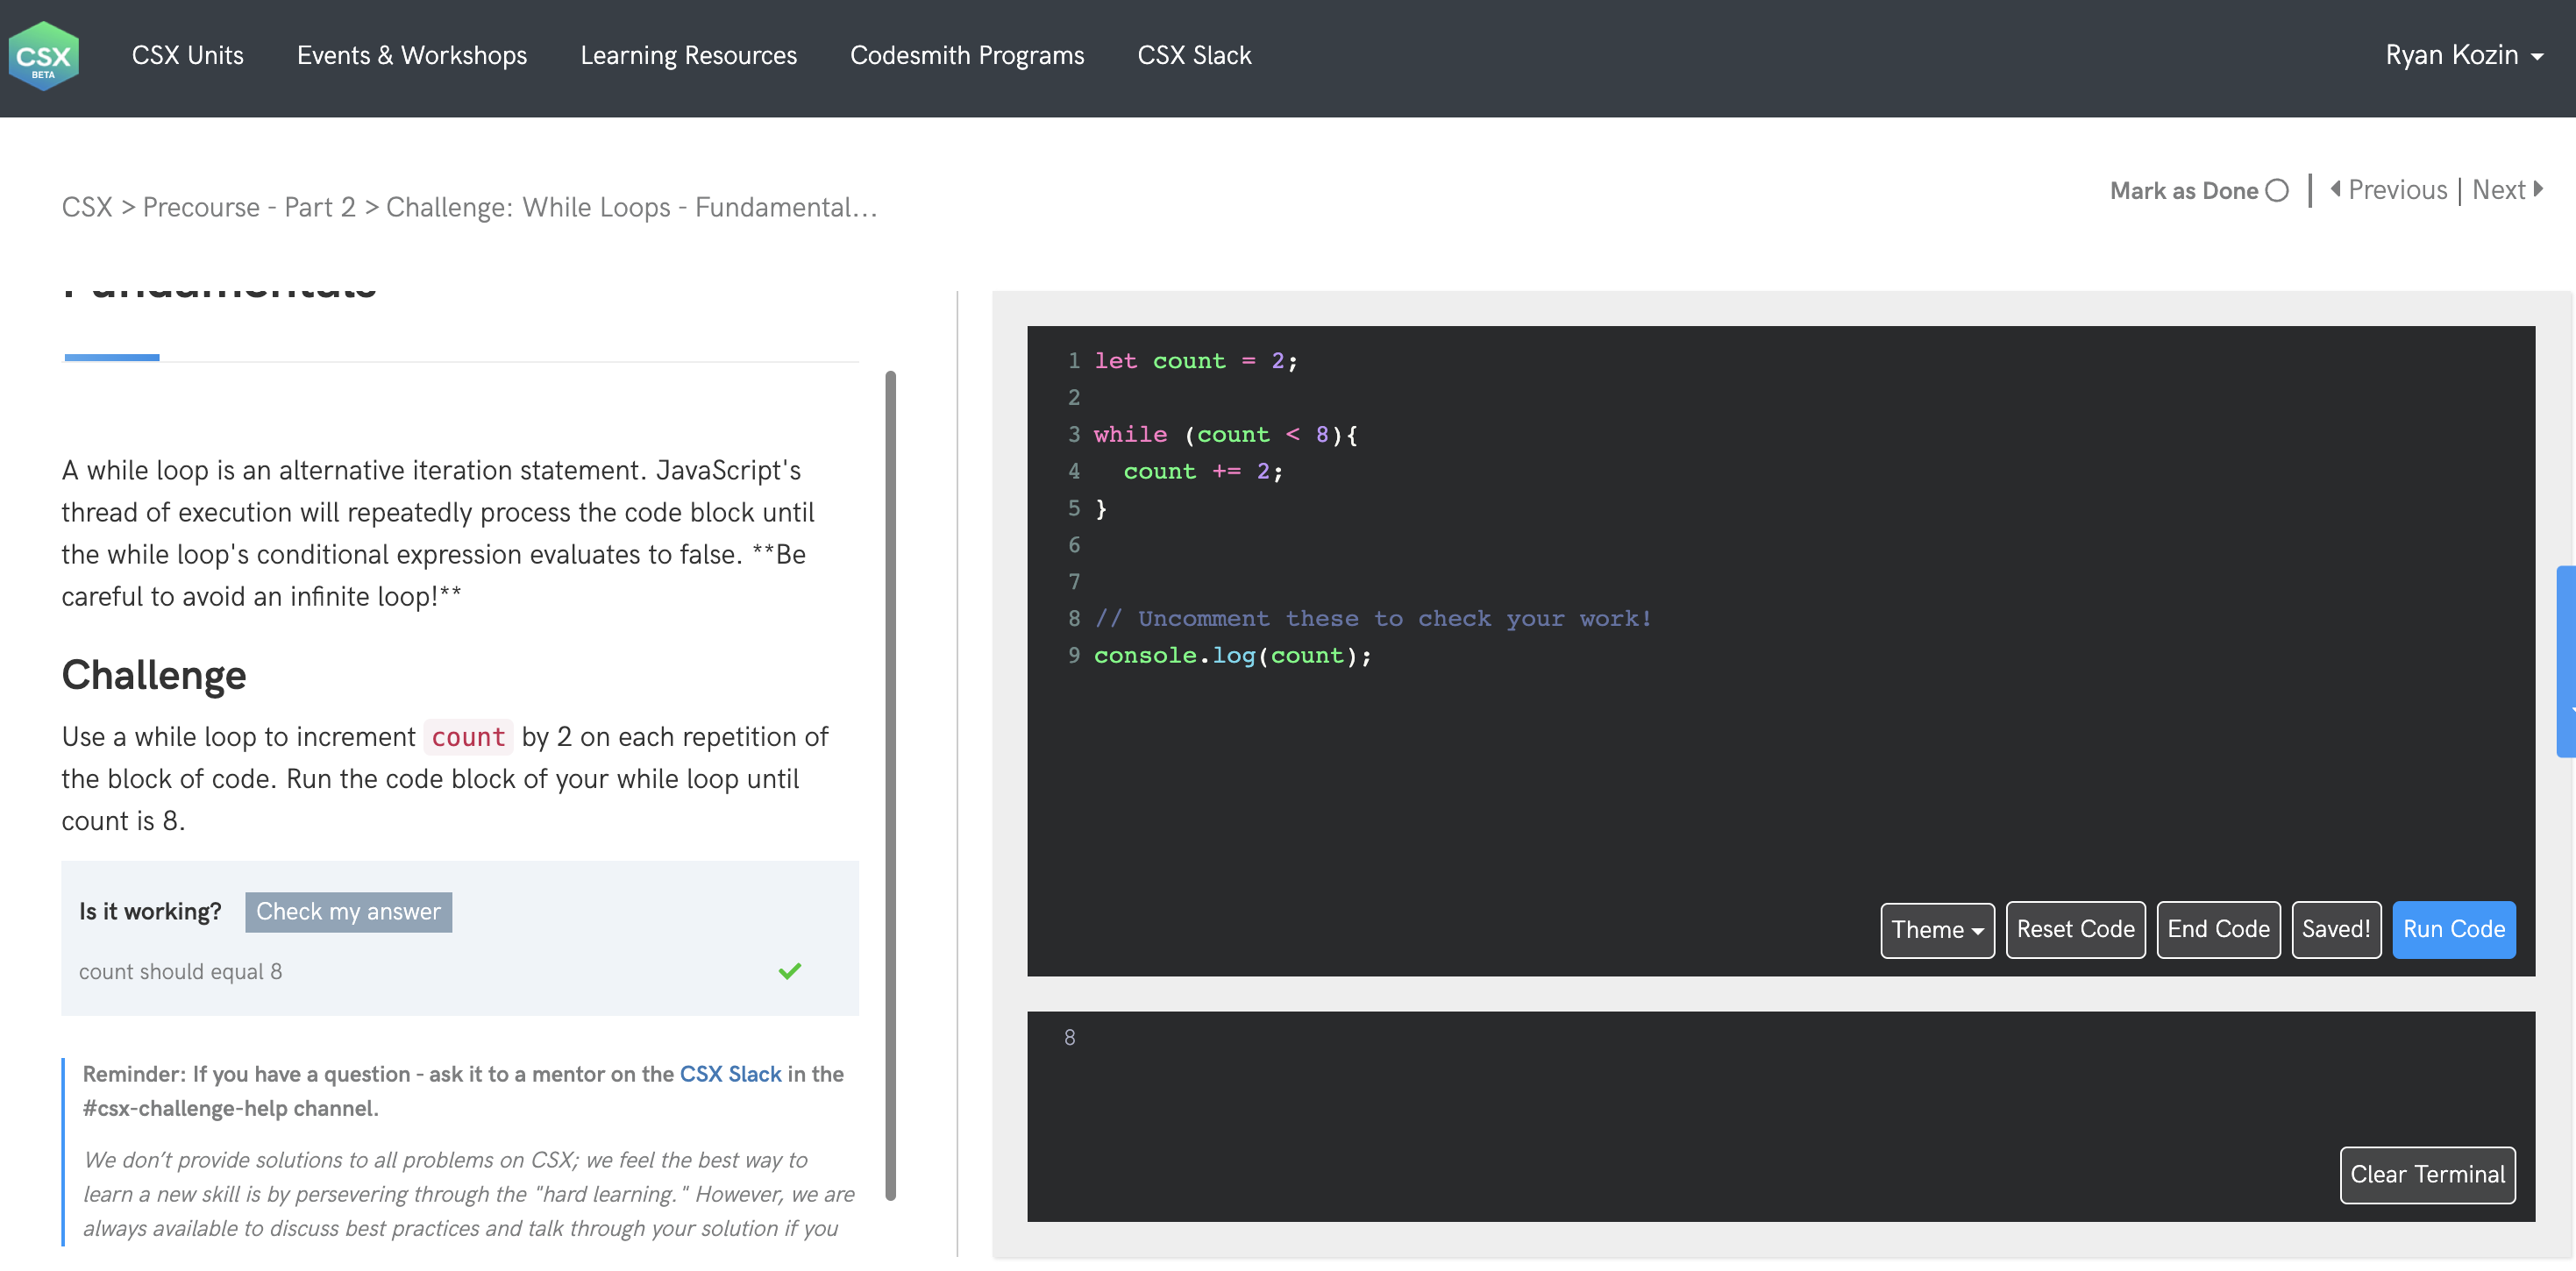 CSX
BETA
CSX Units
Events & Workshops
Learning Resources
Codesmith Programs
CSX Slack
Ryan Kozin
CSX > Precourse - Part 2 > Challenge: While Loops - Fundamental...
Mark as Done
Previous | Next
Fundamentals
A while loop is an alternative iteration statement. JavaScript's
thread of execution will repeatedly process the code block until
the while loop's conditional expression evaluates to false. **Be
careful to avoid an infinite loop!**
Challenge
Use a while loop to increment count by 2 on each repetition of
the block of code. Run the code block of your while loop until
count is 8.
Is it working?
Check my answer
count should equal 8
Reminder: If you have a question - ask it to a mentor on the CSX Slack in the
#csx-challenge-help channel.
We don't provide solutions to all problems on CSX; we feel the best way to
learn a new skill is by persevering through the "hard learning." However, we are
always available to discuss best practices and talk through your solution if you
1 let count = 2;
2
3 while (count < 8){
4   count += 2;
5 }
6
7
8 // Uncomment these to check your work!
9 console.log(count);
Theme
Reset Code
End Code
Saved!
Run Code
8
Clear Terminal